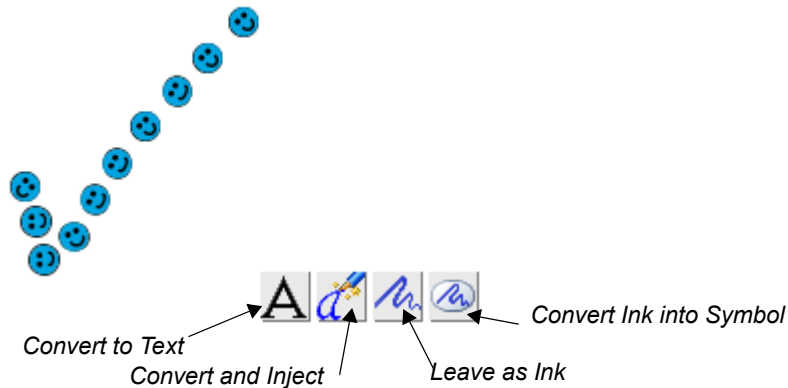 A
Convert Ink into Symbol
Convert to Text
Convert and Inject
Leave as Ink